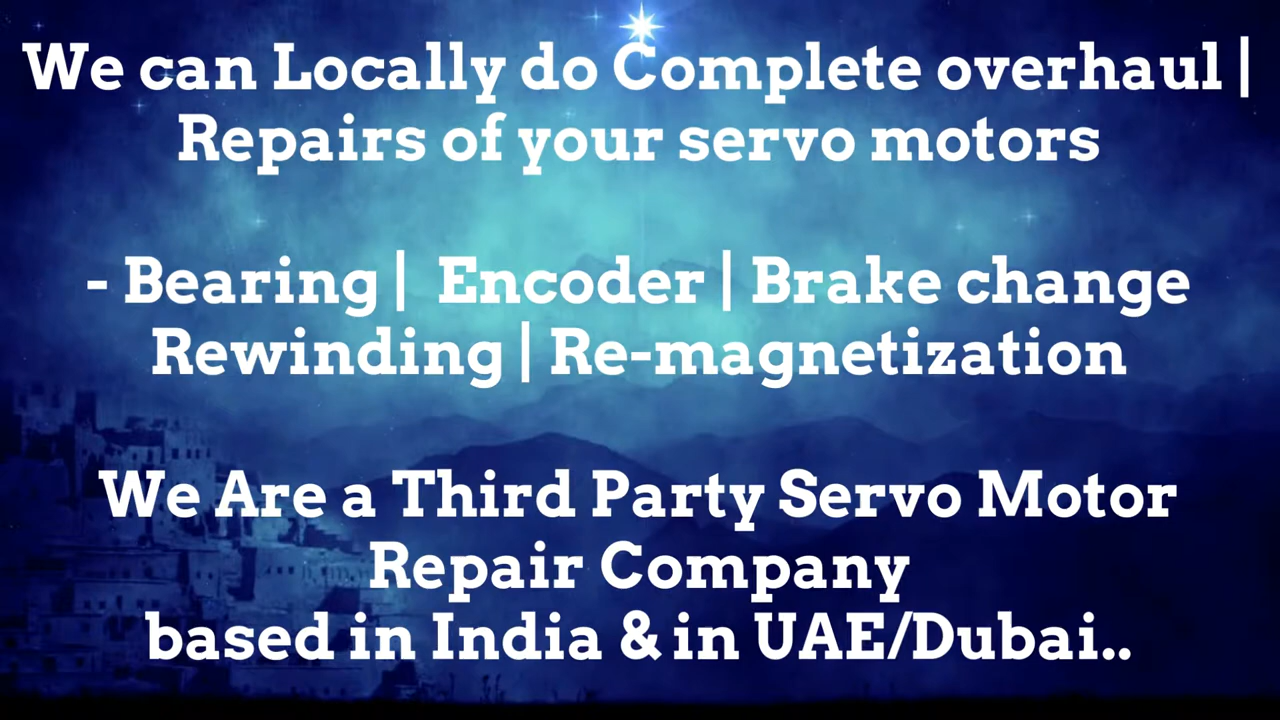 We can Locally do Complete overhaul |
Repairs of your servo motors
- Bearing | Encoder | Brake change
Rewinding | Re-magnetization
We Are a Third Party Servo Motor
Repair Company
based in India & in UAE/Dubai..